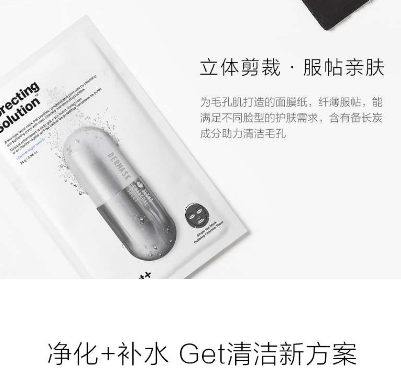 立体剪裁 · 服帖亲肤
为毛孔肌打造的面膜纸，纤薄服帖，能
满足不同脸型的护肤需求，含有备长炭
成分助力清洁毛孔
recting
Solution
DERMASK
净化+补水 Get清洁新方案